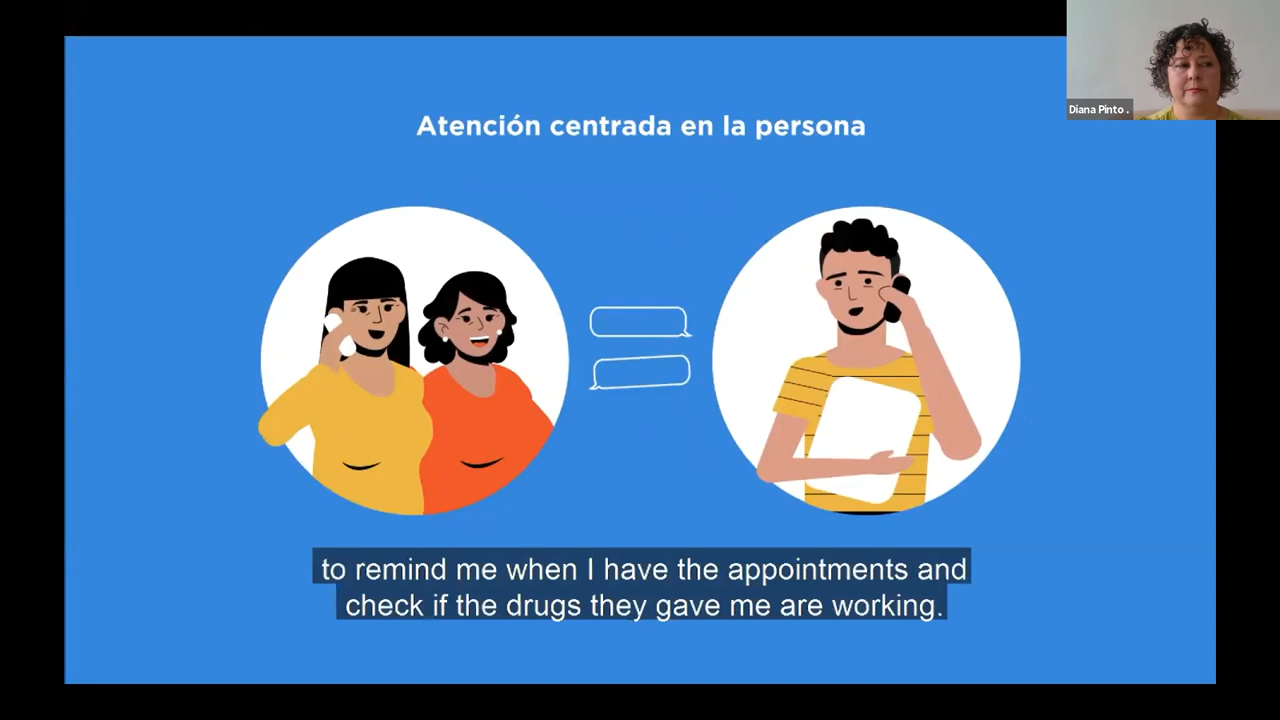 Atención centrada en la persona
Diana Pinto .
to remind me when I have the appointments and
check if the drugs they gave me are working.